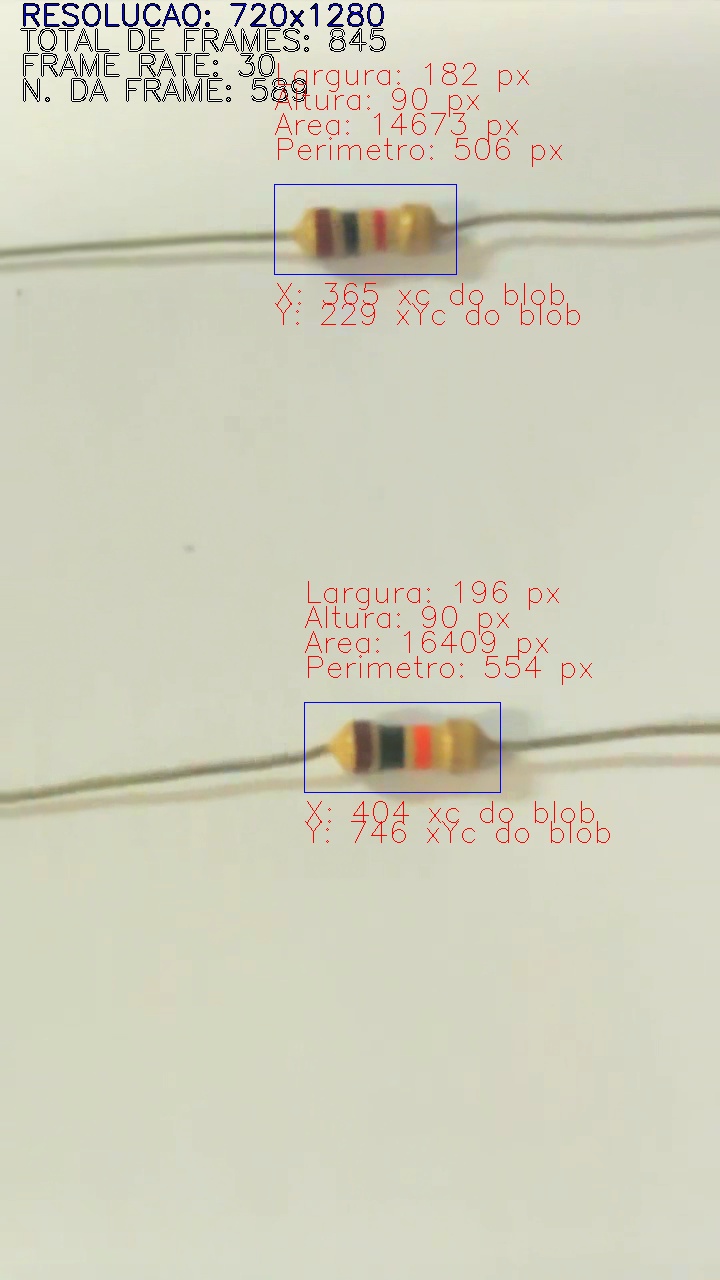 RESOLUCAO: 720x1280
TOTAL DE FRAMES: 845
FRAME RATE: 30
N. DA FRAME: 589
Largura: 182 px
Altura: 90 px
Area: 14673 px
Perimetro: 506 px
X: 365 xc do blob
Y: 229 xYc do blob
Largura: 196 px
Altura: 90 px
Area: 16409 px
Perimetro: 554 px
X: 404 xc do blob
Y: 746 xYc do blob